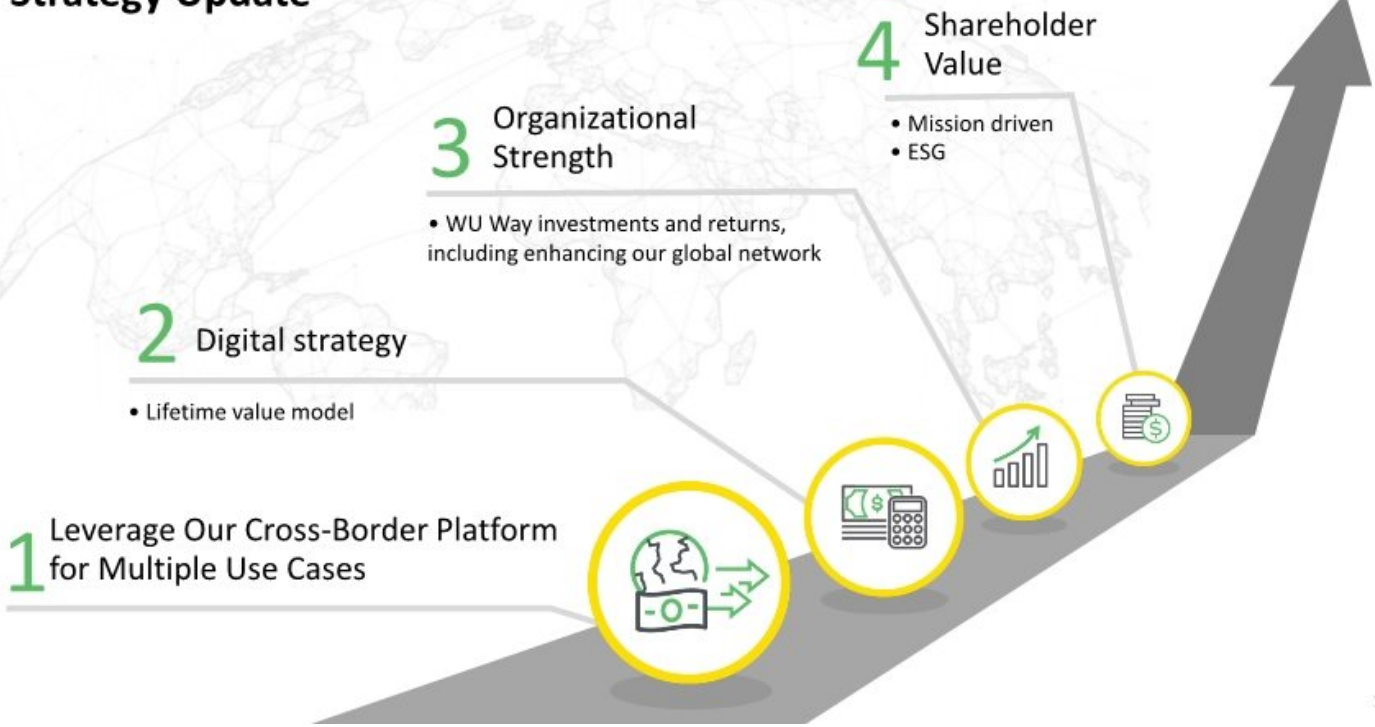 Strategy Update
4
Shareholder
Value
• Mission driven
• ESG
3
Organizational
Strength
• WU Way investments and returns,
including enhancing our global network
2
Digital strategy
• Lifetime value model
1
Leverage Our Cross-Border Platform
for Multiple Use Cases
$
$